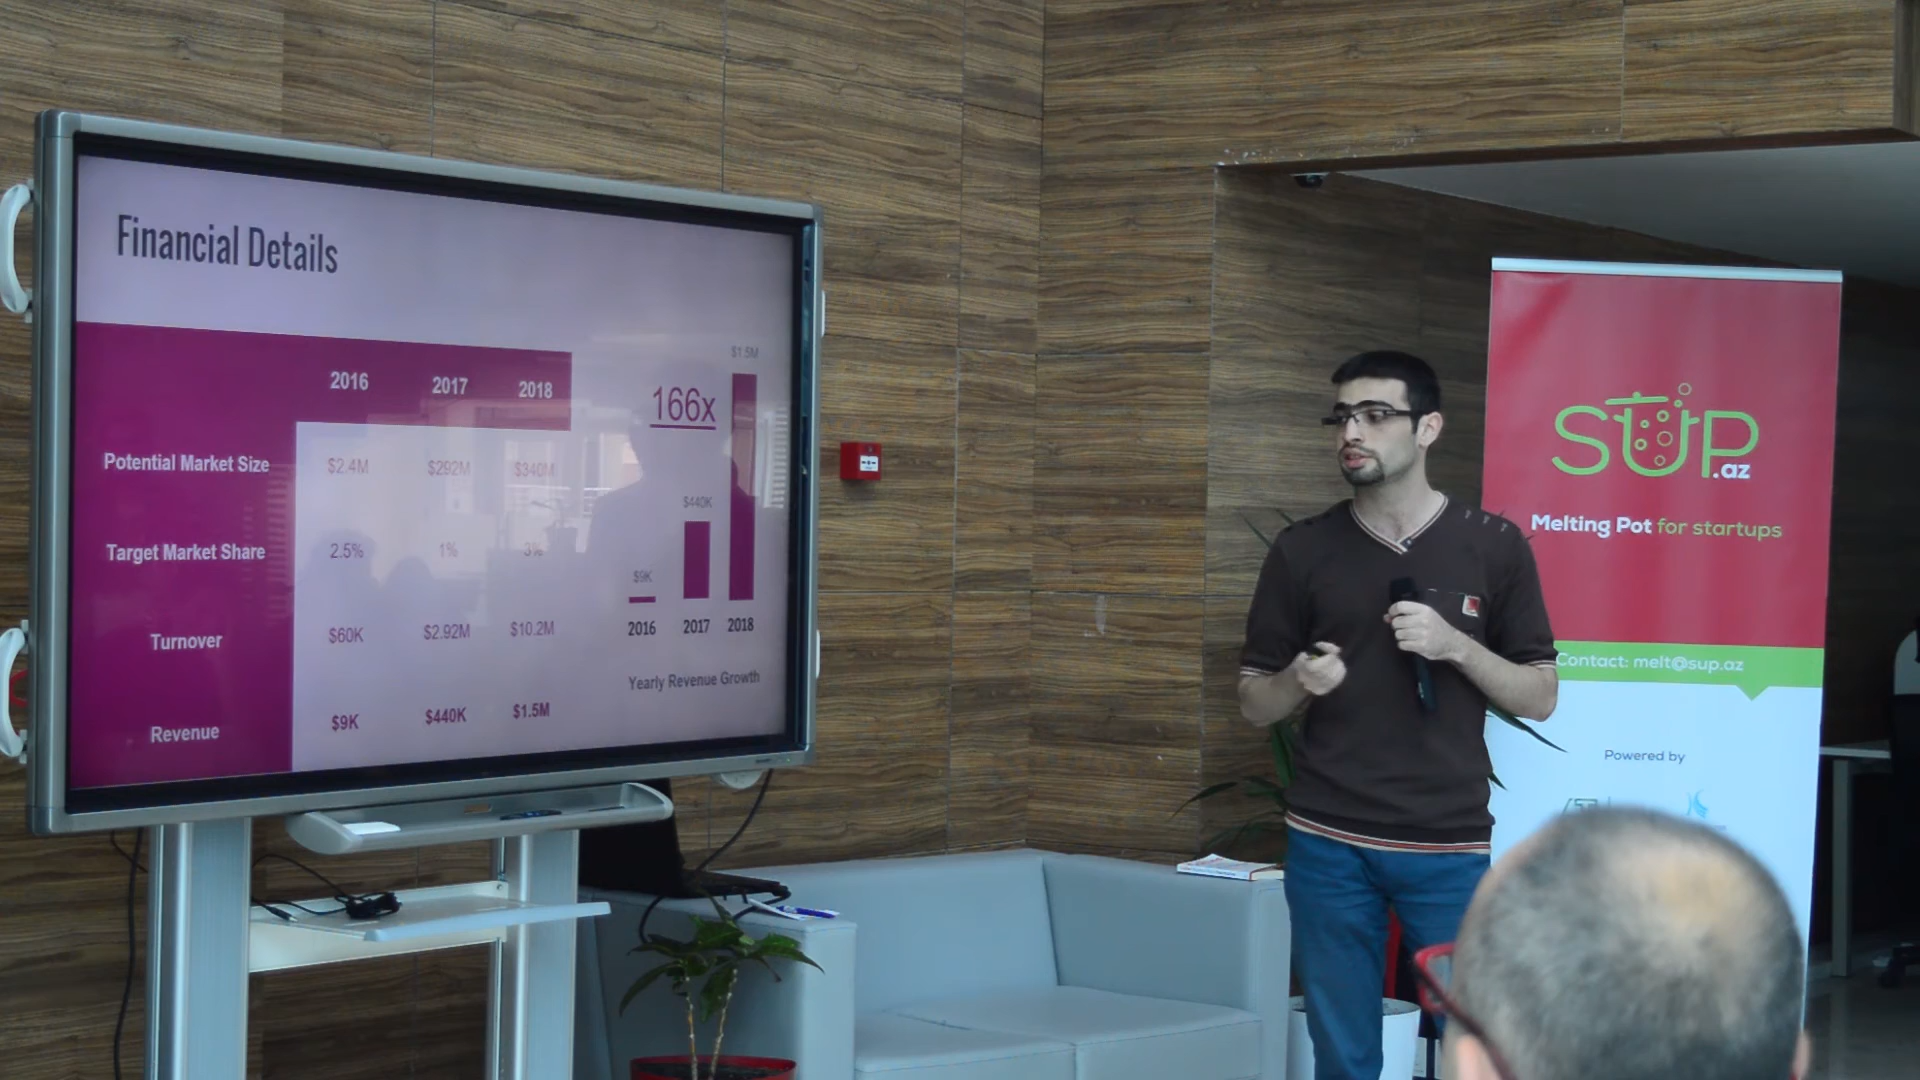 Financial Details
2016 2017 2018
Potential Market Size $2.4M $292M $340M
Target Market Share 2.5% 1% 3%
Turnover $60K $2.92M $10.2M
Revenue $9K $440K $1.5M
166x
$9K $440K $1.5M
2016 2017 2018
Yearly Revenue Growth
SUP.az
Melting Pot for startups
Contact: melt@sup.az
Powered by